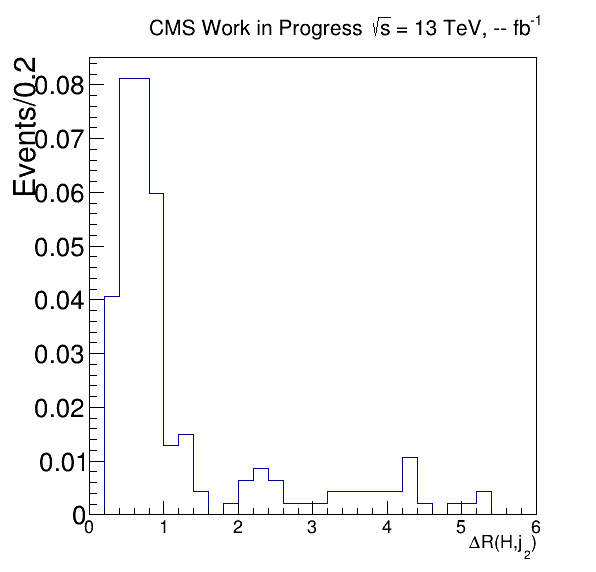 CMS Work in Progress √s = 13 TeV, -- fb⁻¹
Events/0.2
0.08
0.07
0.06
0.05
0.04
0.03
0.02
0.01
0
0 1 2 3 4 5 6
ΔR(H,j₂)